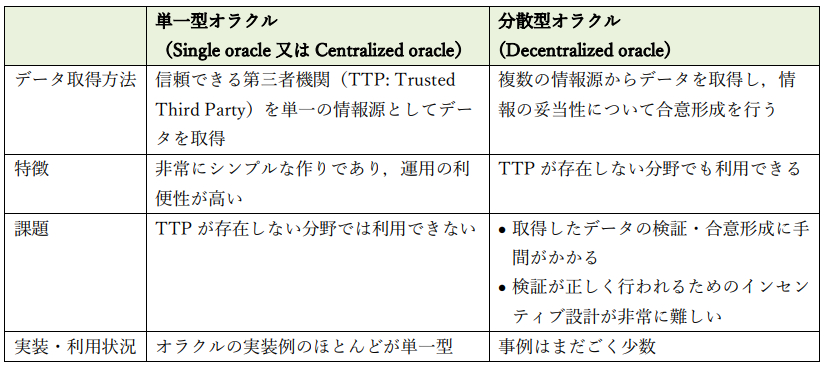 単一型オラクル
（Single oracle 又は Centralized oracle）
分散型オラクル
(Decentralized oracle）
データ取得方法
信頼できる第三者機関（TTP: Trusted
Third Party）を単一の情報源としてデー
タを取得
複数の情報源からデータを取得し，情
報の妥当性について合意形成を行う
特徴
非常にシンプルな作りであり，運用の利
便性が高い
TTP が存在しない分野でも利用できる
課題
TTP が存在しない分野では利用できない
● 取得したデータの検証・合意形成に手
間がかかる
● 検証が正しく行われるためのインセン
ティブ設計が非常に難しい
実装・利用状況
オラクルの実装例のほとんどが単一型
事例はまだごく少数